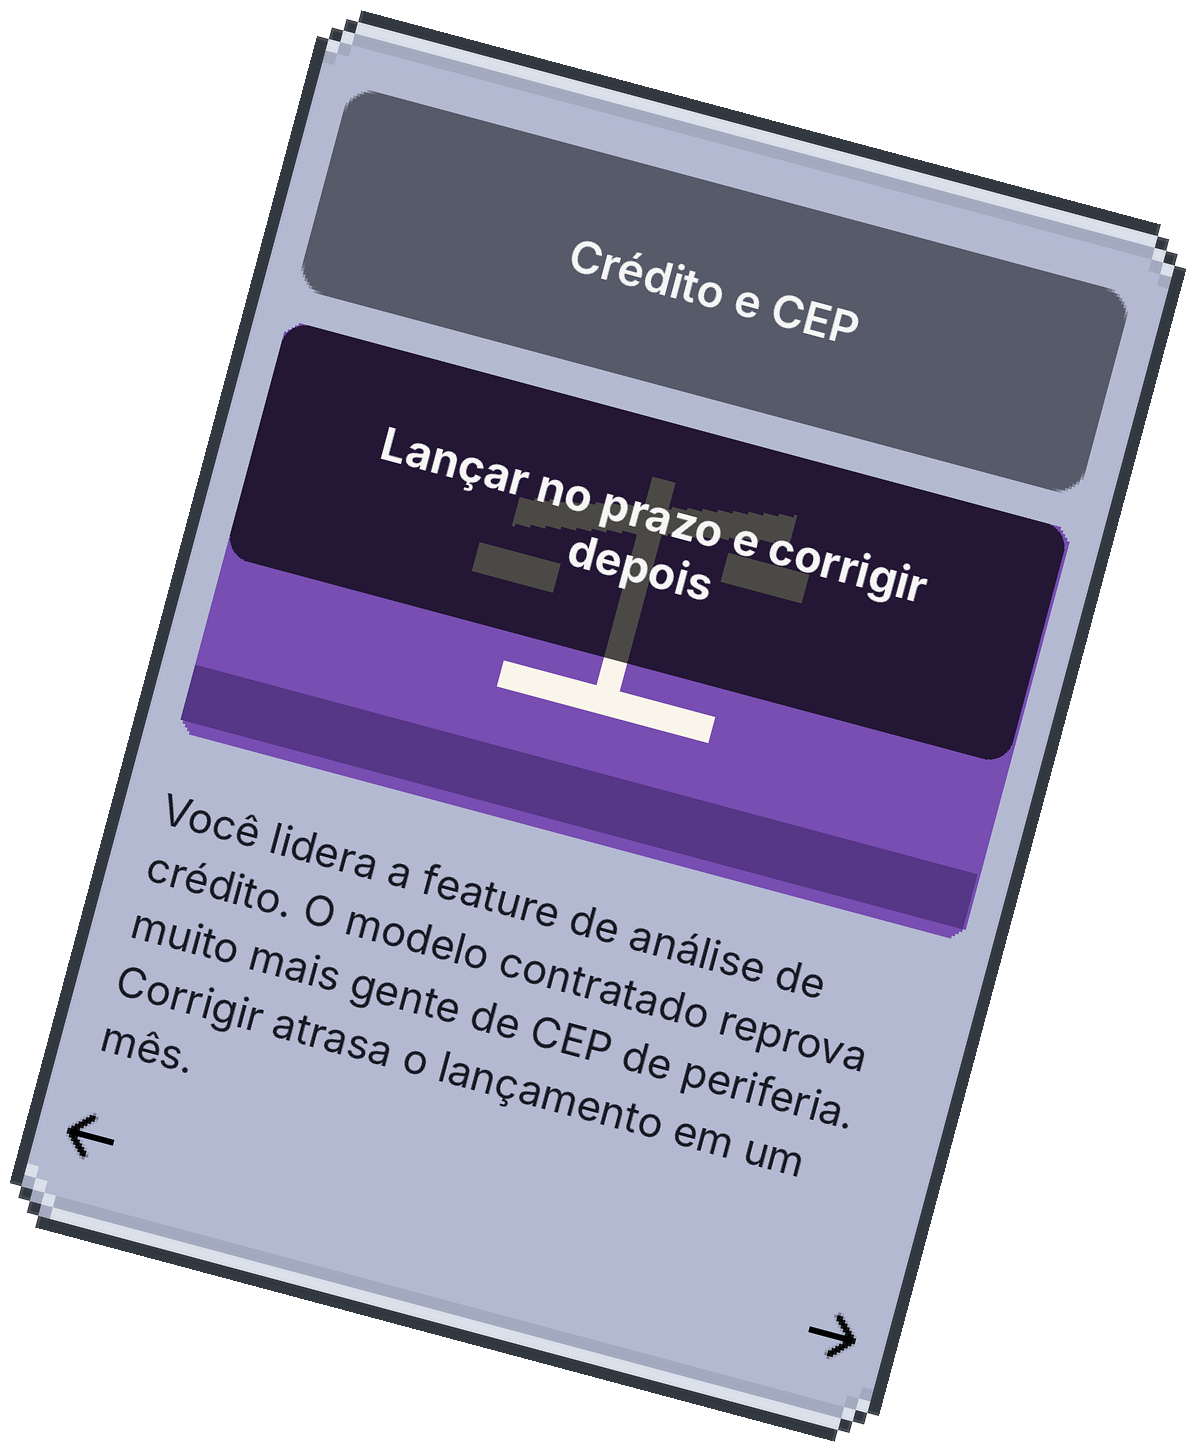 Crédito e CEP
Lançar no prazo e corrigir
depois
Você lidera a feature de análise de
crédito. O modelo contratado reprova
muito mais gente de CEP de periferia.
Corrigir atrasa o lançamento em um
mês.